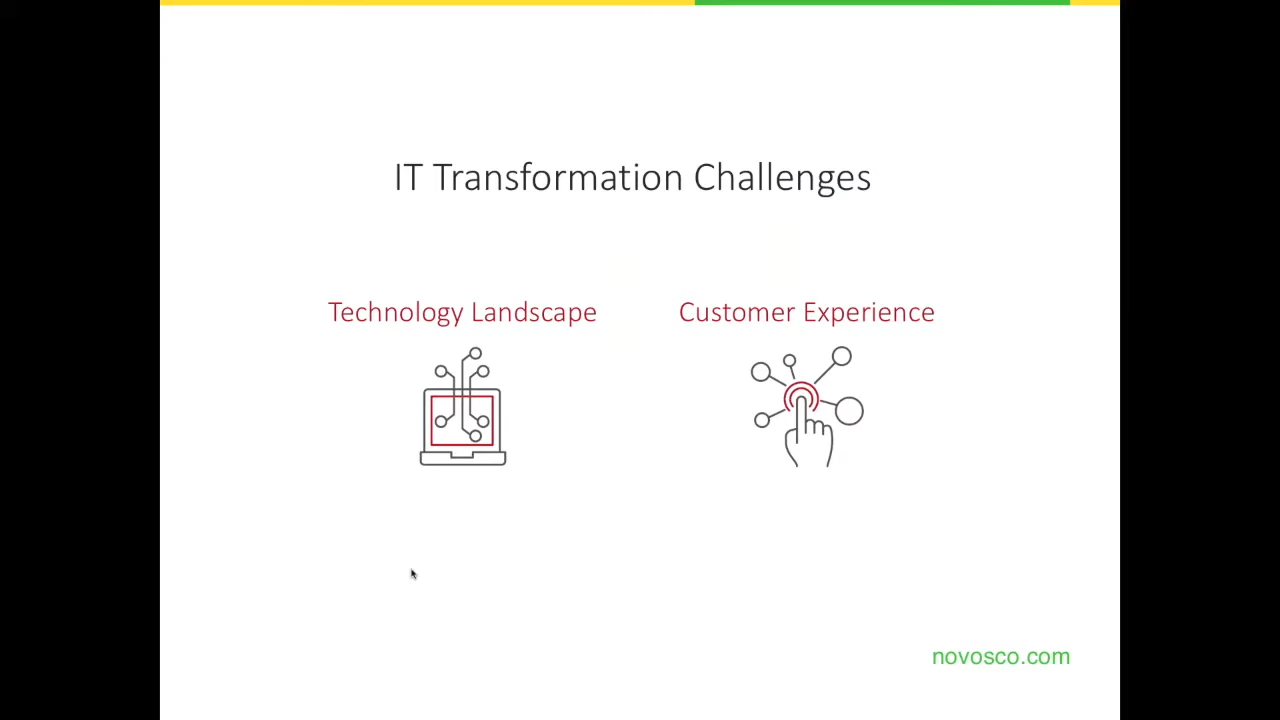 IT Transformation Challenges
Technology Landscape
Customer Experience
novosco.com